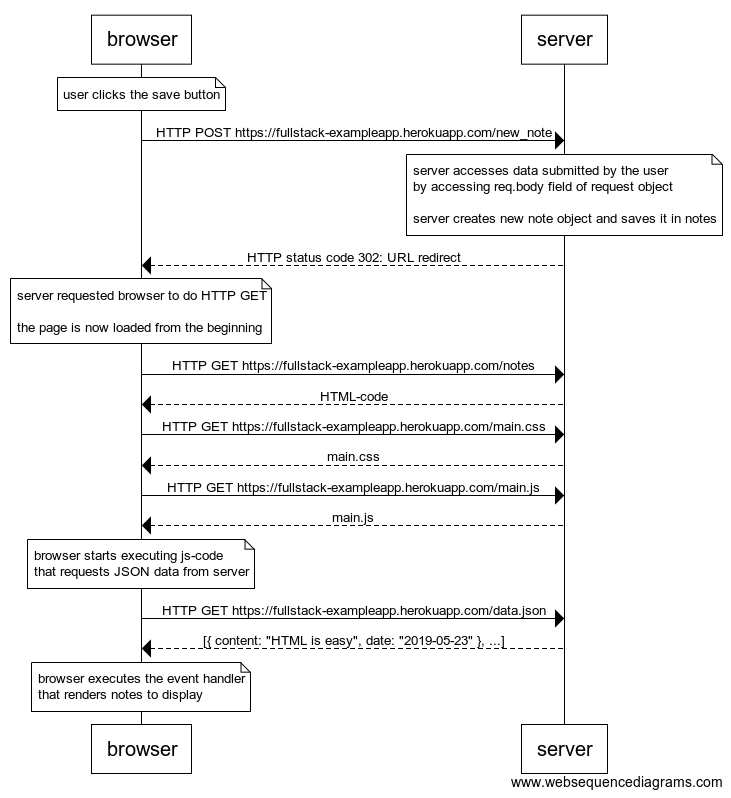 browser
server
user clicks the save button
HTTP POST https://fullstack-exampleapp.herokuapp.com/new_note
server accesses data submitted by the user
by accessing req.body field of request object
server creates new note object and saves it in notes
HTTP status code 302: URL redirect
server requested browser to do HTTP GET
the page is now loaded from the beginning
HTTP GET https://fullstack-exampleapp.herokuapp.com/notes
HTML-code
HTTP GET https://fullstack-exampleapp.herokuapp.com/main.css
main.css
HTTP GET https://fullstack-exampleapp.herokuapp.com/main.js
main.js
browser starts executing js-code
that requests JSON data from server
HTTP GET https://fullstack-exampleapp.herokuapp.com/data.json
[{ content: "HTML is easy", date: "2019-05-23" }, ...]
browser executes the event handler
that renders notes to display
browser
server
www.websequencediagrams.com